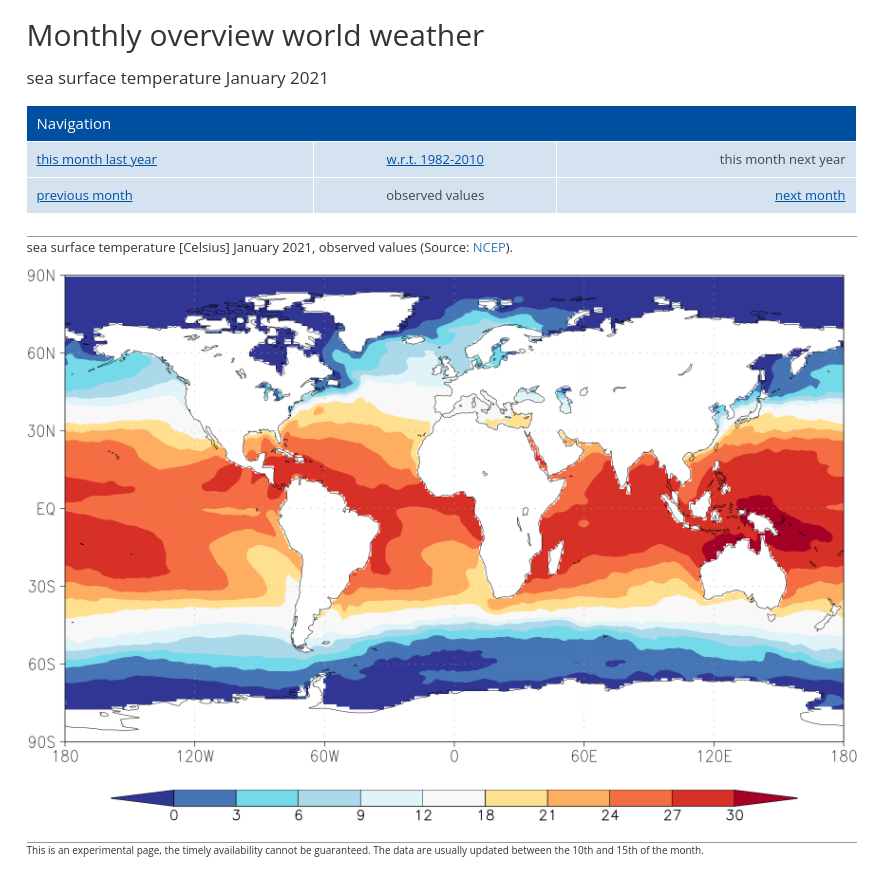 Monthly overview world weather
sea surface temperature January 2021
Navigation
this month last year w.r.t. 1982-2010 this month next year
previous month observed values next month
sea surface temperature [Celsius] January 2021, observed values (Source: NCEP).
90N
60N
30N
EQ
30S
60S
90S
180 120W 60W 0 60E 120E 180
0 3 6 9 12 18 21 24 27 30
This is an experimental page, the timely availability cannot be guaranteed. The data are usually updated between the 10th and 15th of the month.